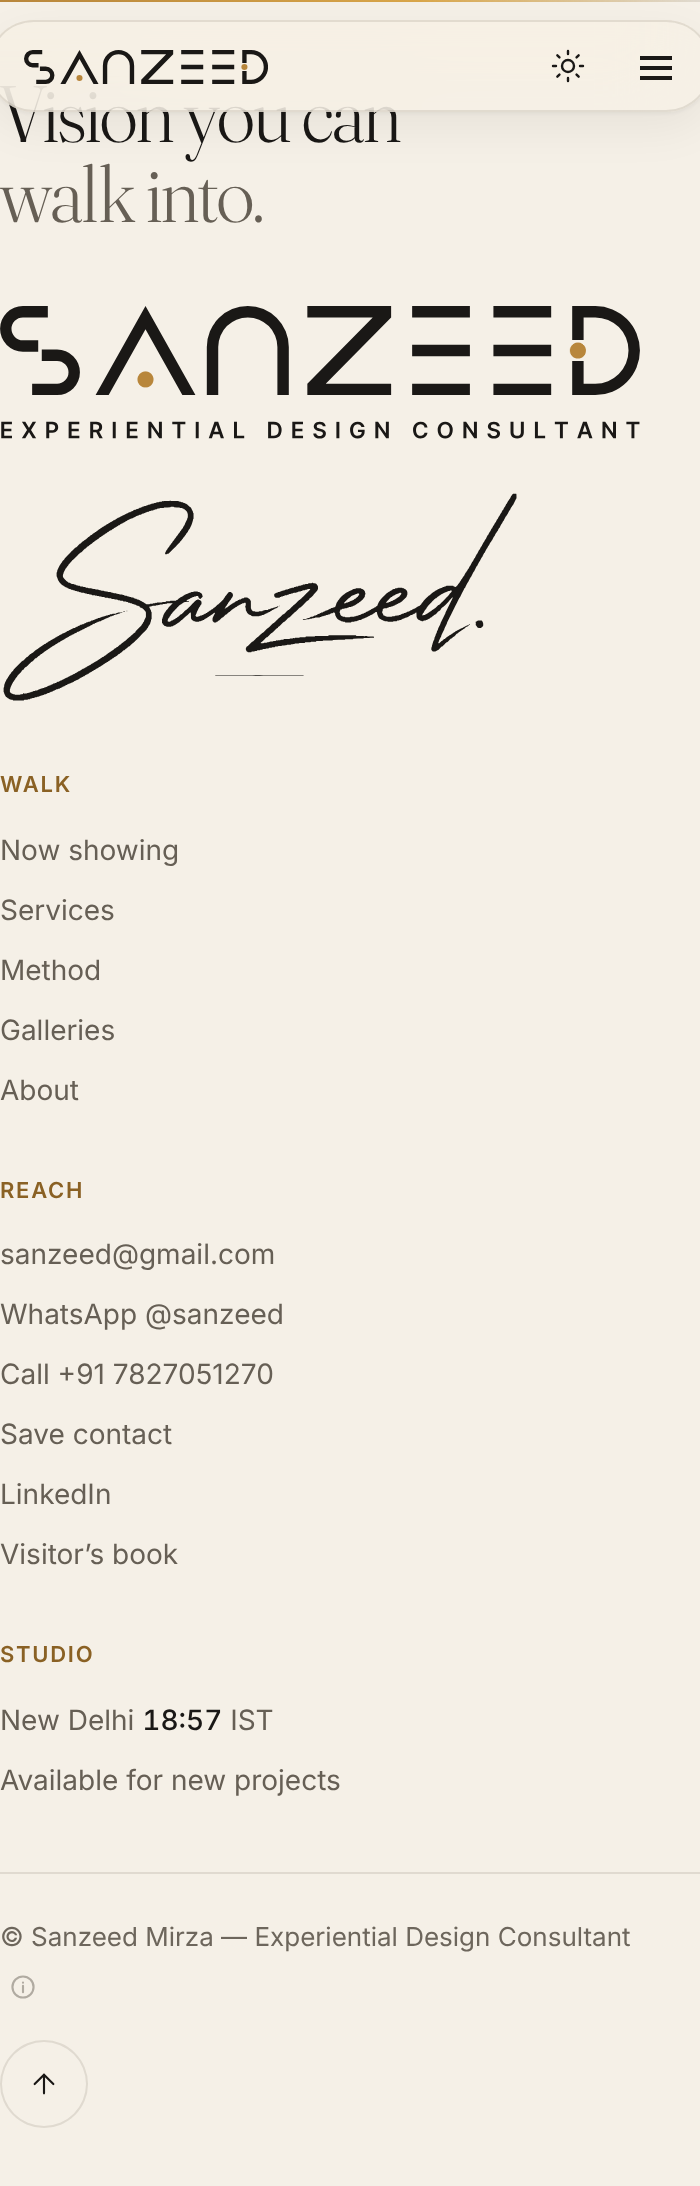 SANZEED
Vision you can
walk into.
SANZEED
EXPERIENTIAL DESIGN CONSULTANT
Sanzeed.
WALK
Now showing
Services
Method
Galleries
About
REACH
sanzeed@gmail.com
WhatsApp @sanzeed
Call +91 7827051270
Save contact
LinkedIn
Visitor’s book
STUDIO
New Delhi 18:57 IST
Available for new projects
© Sanzeed Mirza — Experiential Design Consultant